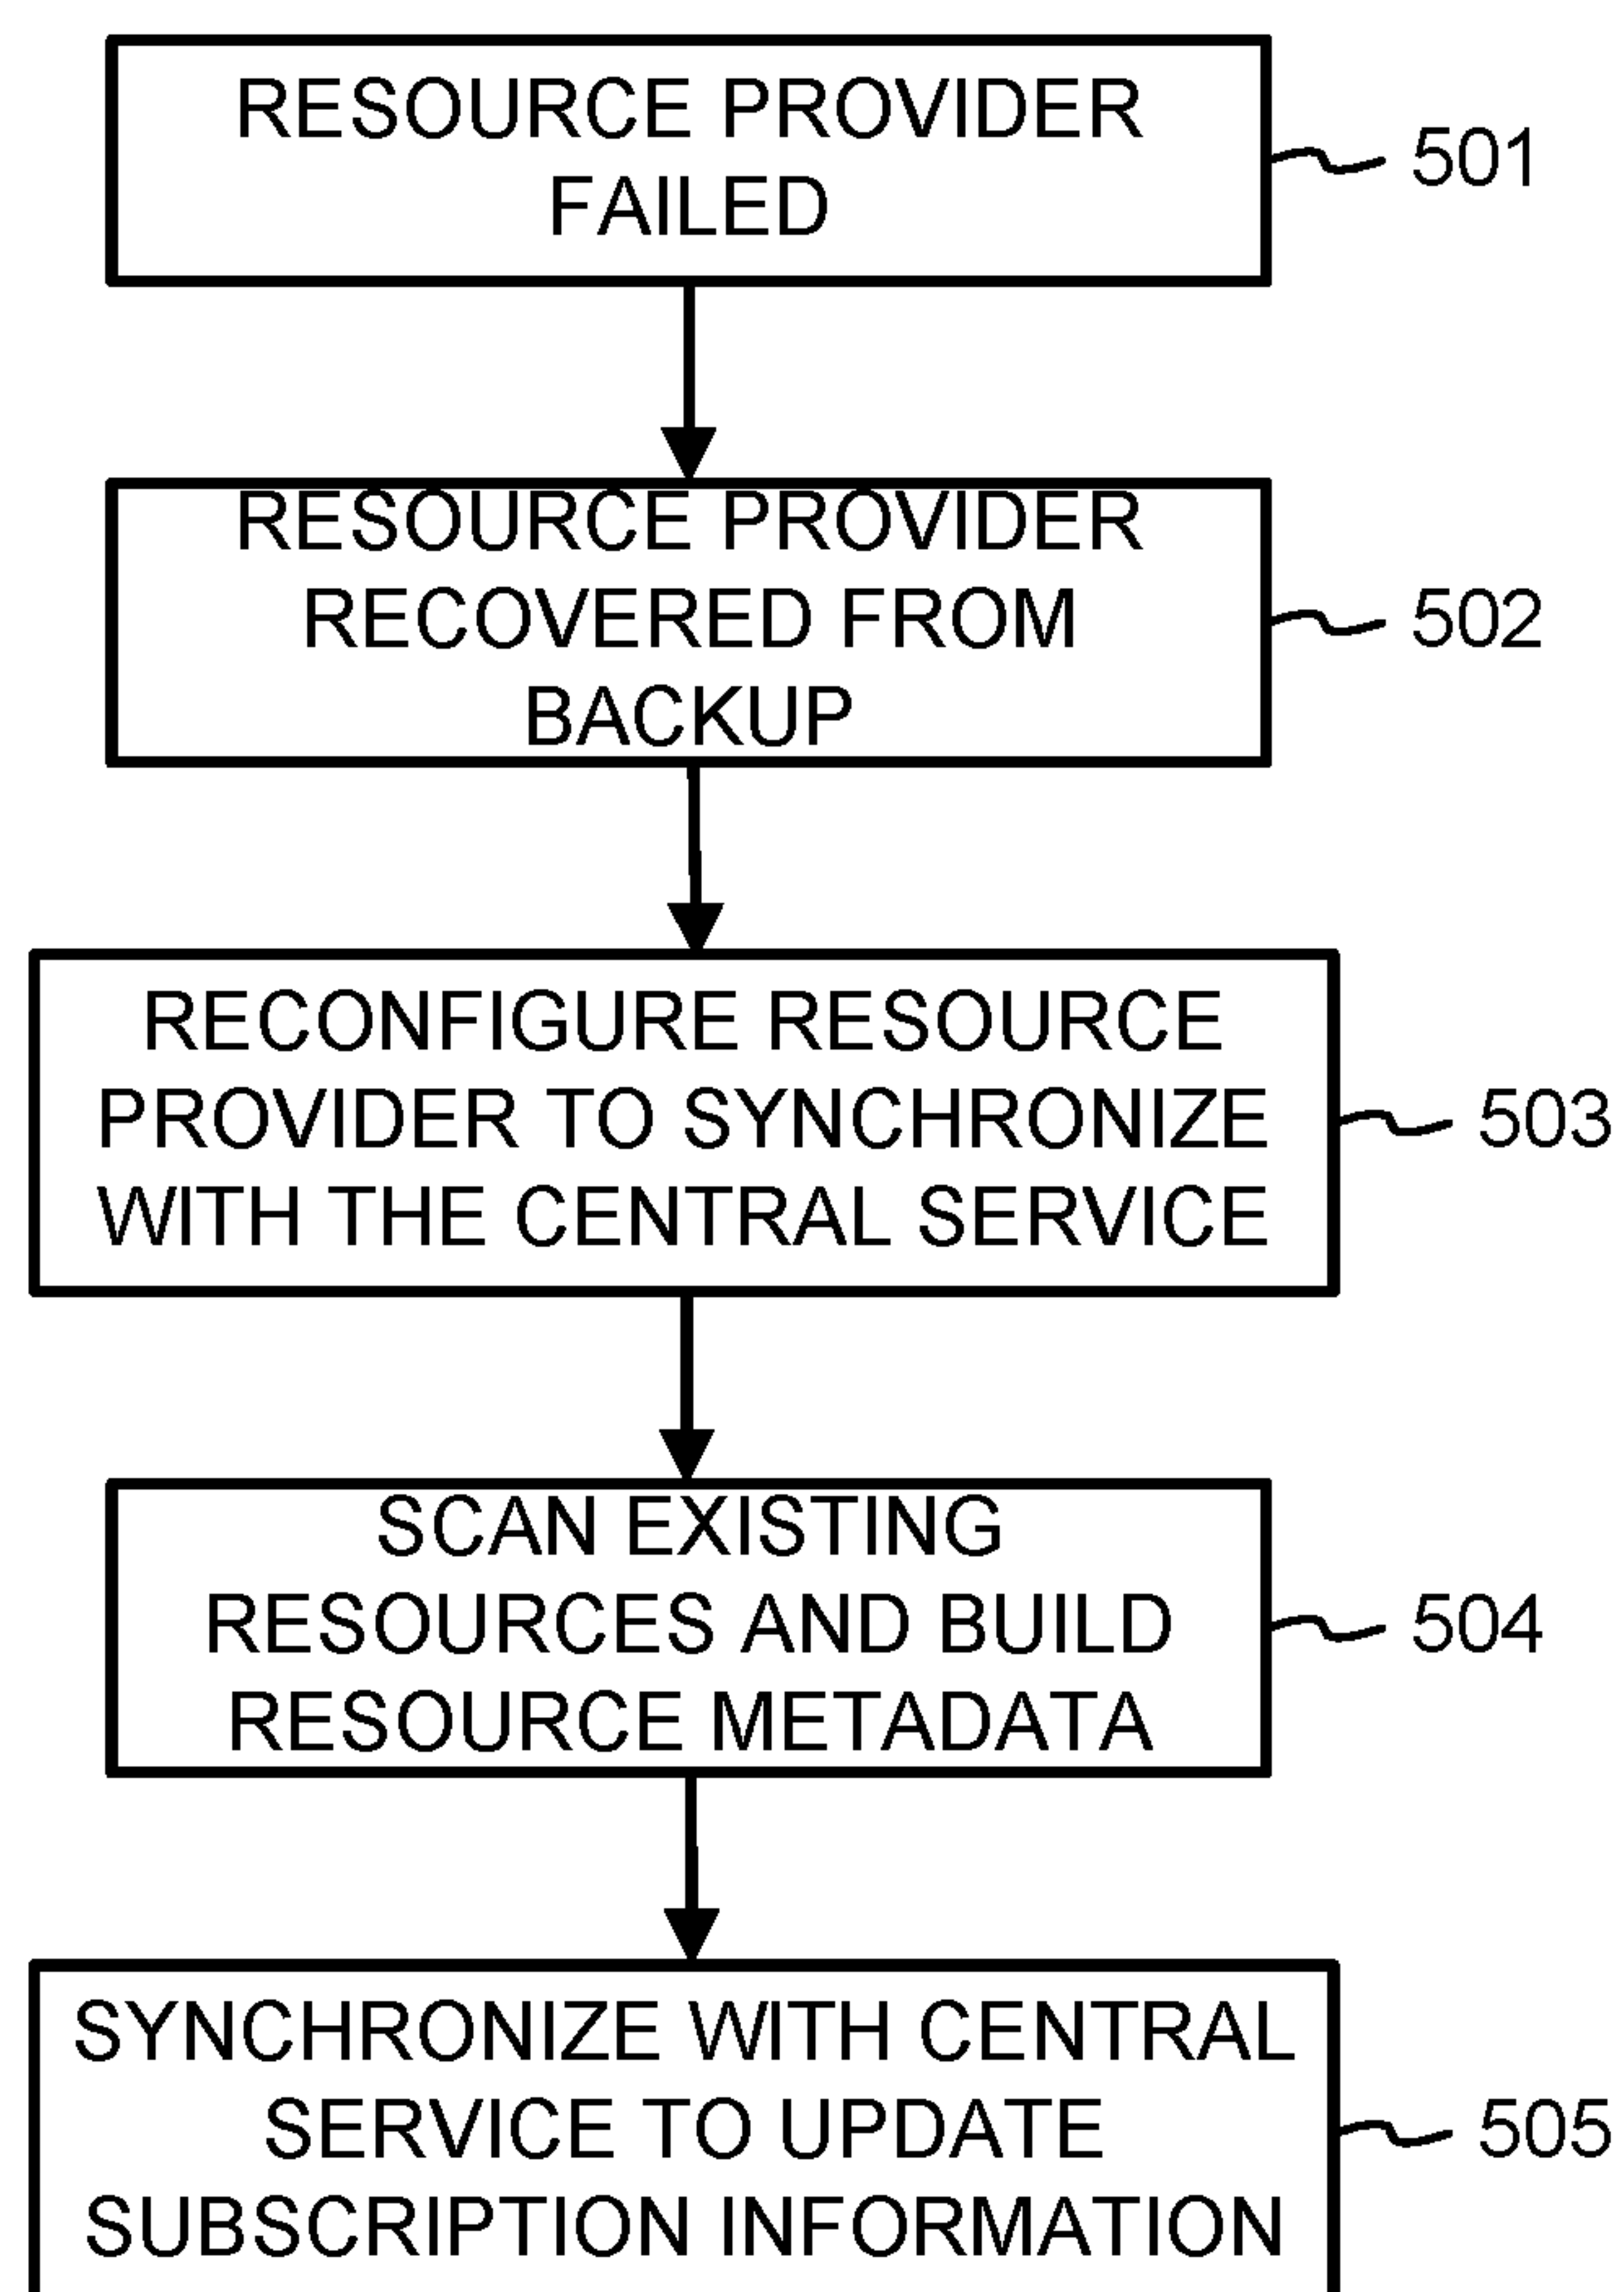 RESOURCE PROVIDER
FAILED
501
RESOURCE PROVIDER
RECOVERED FROM
BACKUP
502
RECONFIGURE RESOURCE
PROVIDER TO SYNCHRONIZE
WITH THE CENTRAL SERVICE
503
SCAN EXISTING
RESOURCES AND BUILD
RESOURCE METADATA
504
SYNCHRONIZE WITH CENTRAL
SERVICE TO UPDATE
SUBSCRIPTION INFORMATION
505